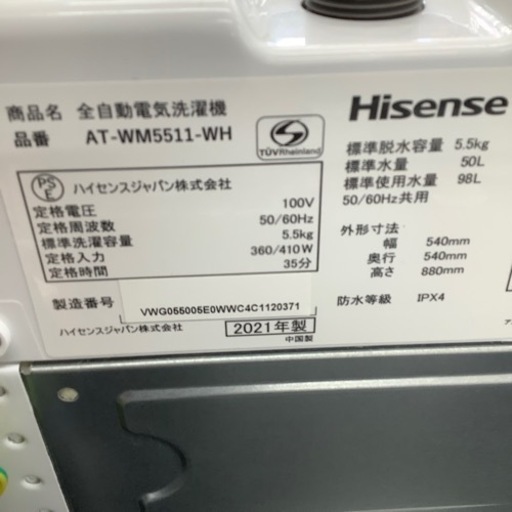 商品名 全自動電気洗濯機
品番 AT-WM5511-WH
TÜVRheinland
Hisense
標準脱水容量 5.5kg
標準水量 50L
標準使用水量 98L
50/60Hz共用
外形寸法
幅 540mm
奥行 540mm
高さ 880mm
防水等級 IPX4
PSE ハイセンスジャパン株式会社
定格電圧 100V
定格周波数 50/60Hz
標準洗濯容量 5.5kg
定格入力 360/410W
定格時間 35分
製造番号 VWG055005E0WWC4C1120371
ハイセンスジャパン株式会社 2021年製
中国製